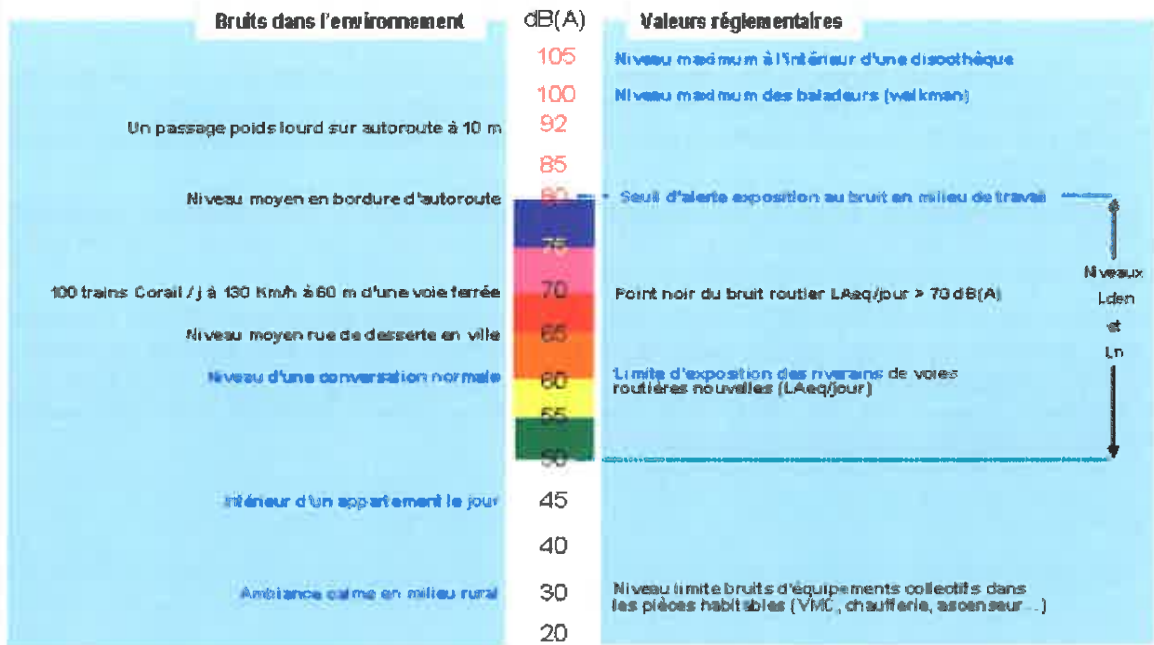 Bruits dans l'environnement
dB(A)
Valeurs réglementaires
105
Niveau maximum à l'intérieur d'une discothèque
100
Niveau maximum des baladeurs (walkman)
Un passage poids lourd sur autoroute à 10 m
92
85
Niveau moyen en bordure d'autoroute
80
Seuil d'alerte exposition au bruit en milieu de travail
75
Niveaux
Lden
et
Ln
100 trains Corail / j à 130 Km/h à 60 m d'une voie ferrée
70
Point noir du bruit routier LAeq/jour > 70 dB(A)
Niveau moyen rue de desserte en ville
65
Niveau d'une conversation normale
60
Limite d'exposition des riverains de voies
routières nouvelles (LAeq/jour)
55
50
Intérieur d'un appartement le jour
45
40
Ambiance calme en milieu rural
30
Niveau limite bruits d'équipements collectifs dans
les pièces habitables (VMC, chaufferie, ascenseur...)
20